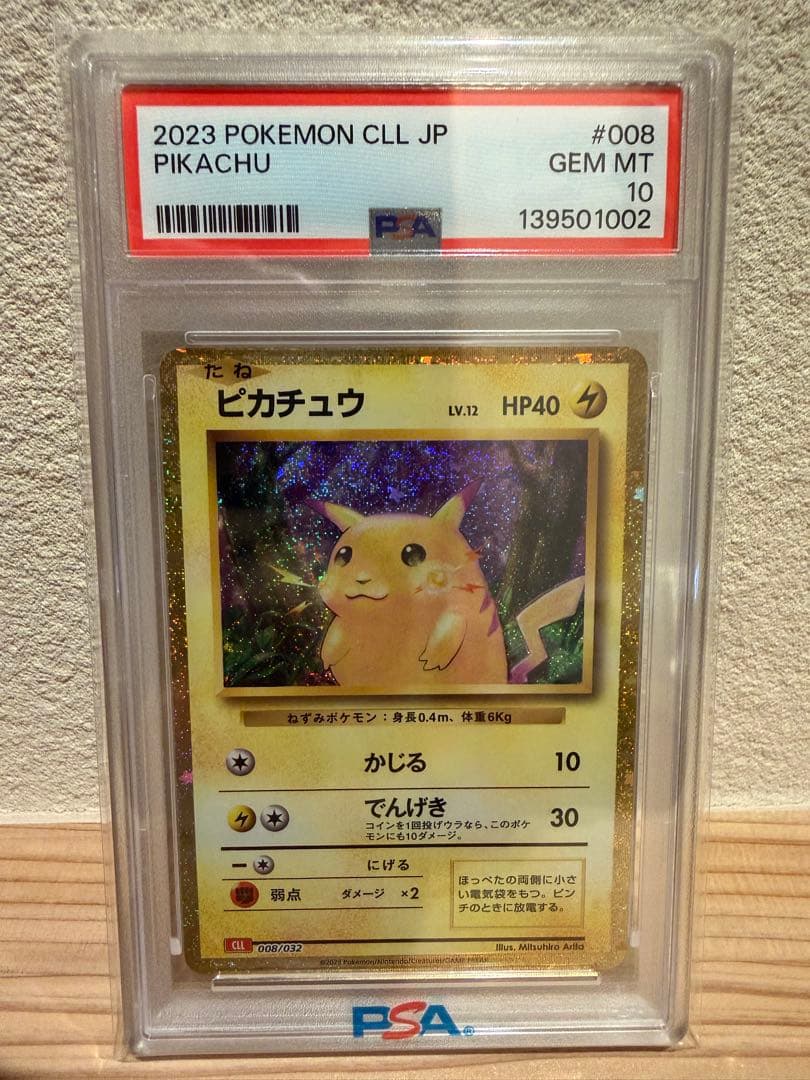 2023 POKEMON CLL JP
#008
PIKACHU
GEM MT
10
139501002
PSA
たね
ピカチュウ
LV.12
HP40
ねずみポケモン：身長0.4m、体重6Kg
かじる
10
でんげき
30
コインを1回投げウラなら、このポケ
モンにも10ダメージ。
にげる
弱点
ダメージ ×2
ほっぺたの両側に小さ
い電気袋をもつ。ピン
チのときに放電する。
CLL 008/032
Illus. Mitsuhiro Arita
©2023 Pokémon/Nintendo/Creatures/GAME FREAK
PSA®